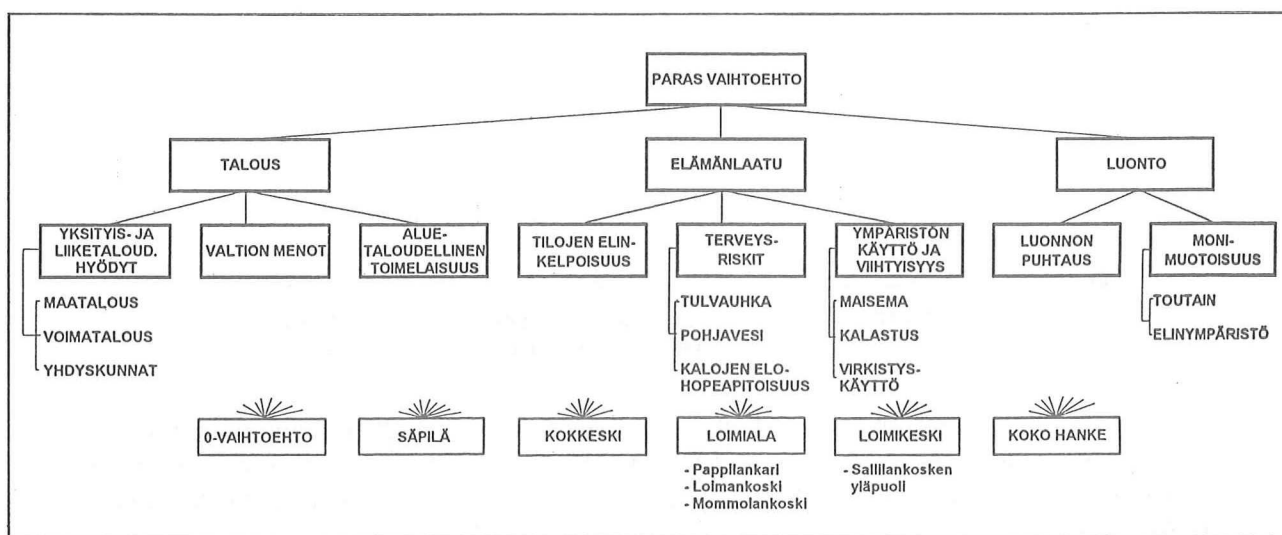 PARAS VAIHTOEHTO
TALOUS
ELÄMÄNLAATU
LUONTO
YKSITYIS- JA
LIIKETALOUD.
HYÖDYT
VALTION MENOT
ALUE-
TALOUDELLINEN
TOIMELAISUUS
TILOJEN ELIN-
KELPOISUUS
TERVEYS-
RISKIT
YMPÄRISTÖN
KÄYTTÖ JA
VIIHTYISYYS
LUONNON
PUHTAUS
MONI-
MUOTOISUUS
MAATALOUS
VOIMATALOUS
YHDYSKUNNAT
TULVAUHKA
POHJAVESI
KALOJEN ELO-
HOPEAPITOISUUS
MAISEMA
KALASTUS
VIRKISTYS-
KÄYTTÖ
TOUTAIN
ELINYMPÄRISTÖ
0-VAIHTOEHTO
SÄPILÄ
KOKKESKI
LOIMIALA
- Pappilankari
- Loimankoski
- Mommolankoski
LOIMIKESKI
- Sallilankosken
yläpuoli
KOKO HANKE